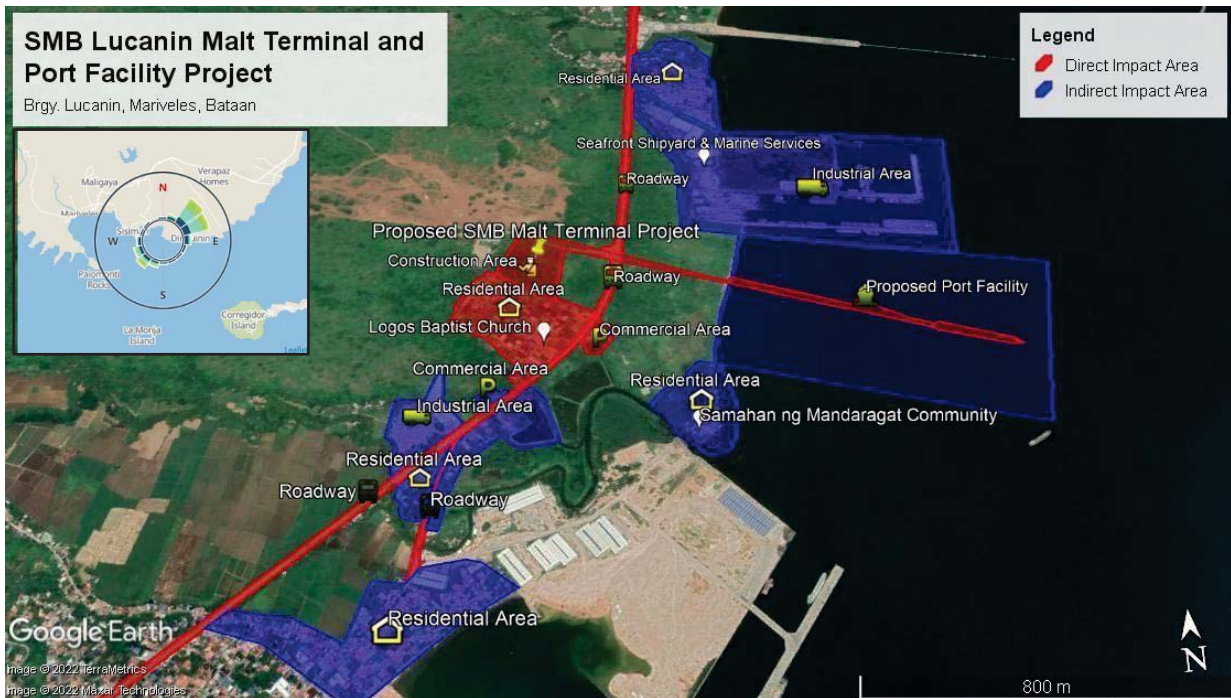 SMB Lucanin Malt Terminal and
Port Facility Project
Brgy. Lucanin, Mariveles, Bataan
Legend
Direct Impact Area
Indirect Impact Area
Maligaya
Verapaz
Homes
N
Mariveles
Sisiman
W
E
Palomonti
Rocks
S
Corregidor
Island
La Monja
Island
Leaflet
Residential Area
Seafront Shipyard & Marine Services
Industrial Area
Roadway
Proposed SMB Malt Terminal Project
Construction Area
Roadway
Residential Area
Proposed Port Facility
Logos Baptist Church
Commercial Area
Commercial Area
Residential Area
Industrial Area
Samahan ng Mandaragat Community
Residential Area
Roadway
Roadway
Residential Area
Google Earth
Image © 2022 TerraMetrics
Image © 2022 Maxar Technologies
N
800 m